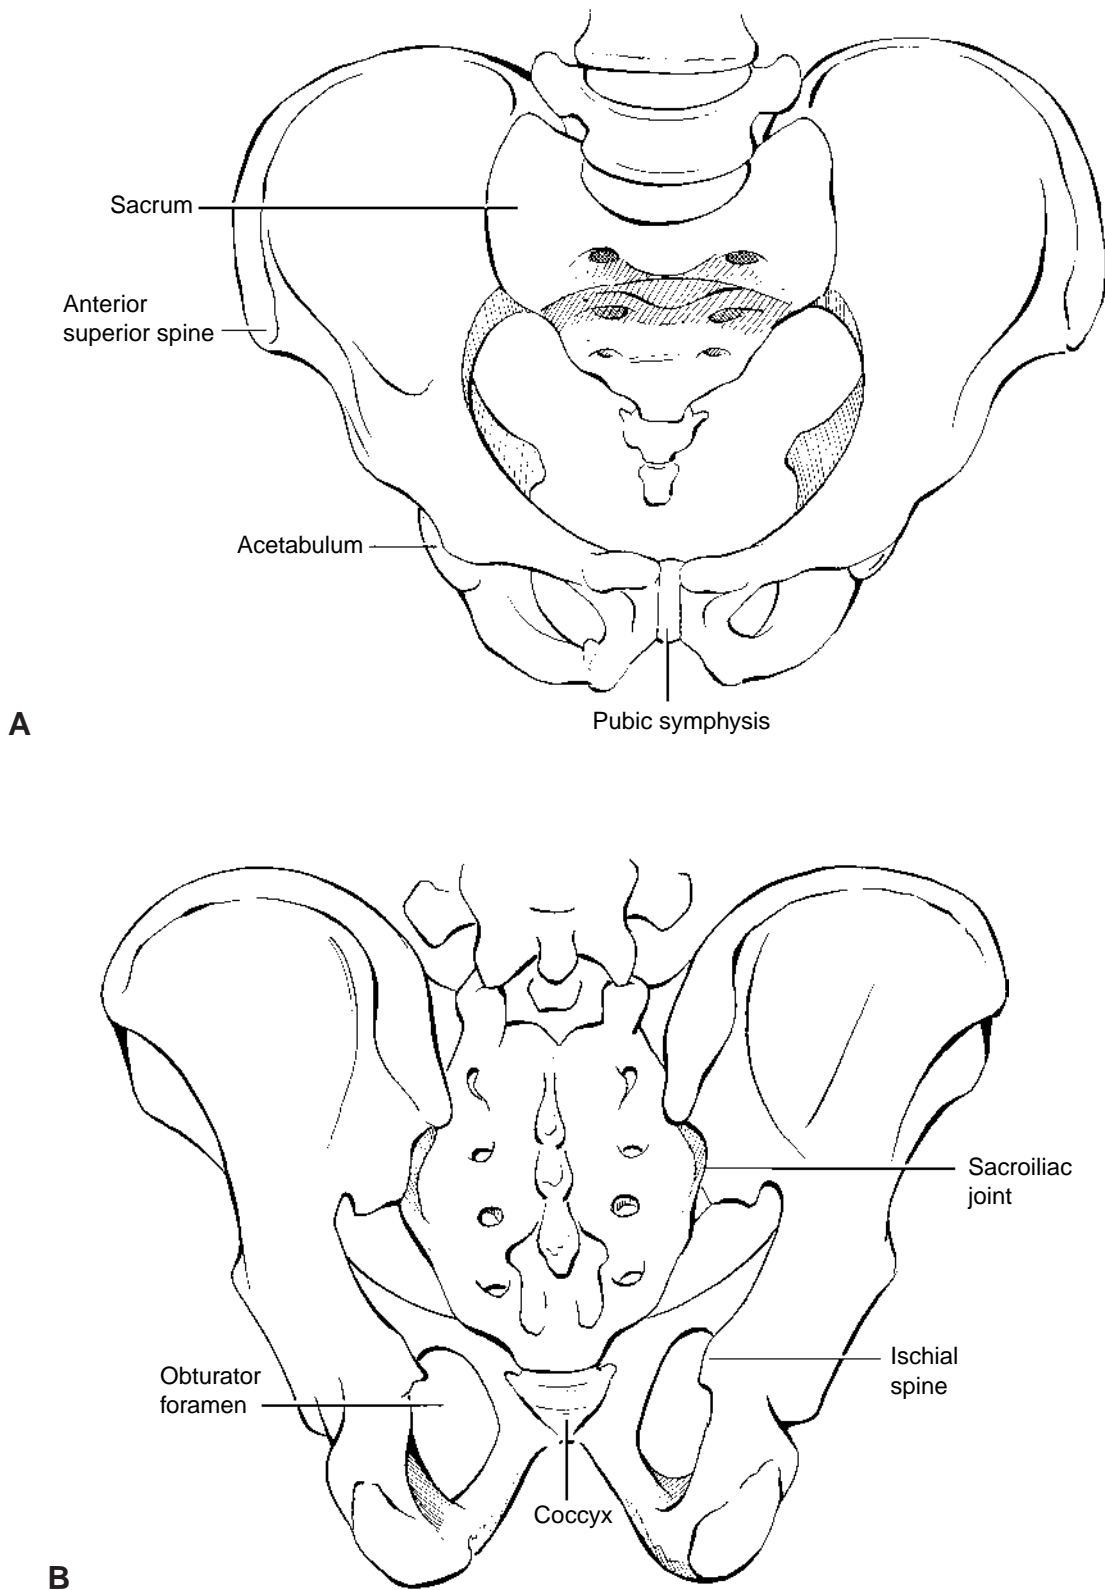 Sacrum
Anterior
superior spine
Acetabulum
Pubic symphysis
A
Sacroiliac
joint
Ischial
spine
Obturator
foramen
Coccyx
B